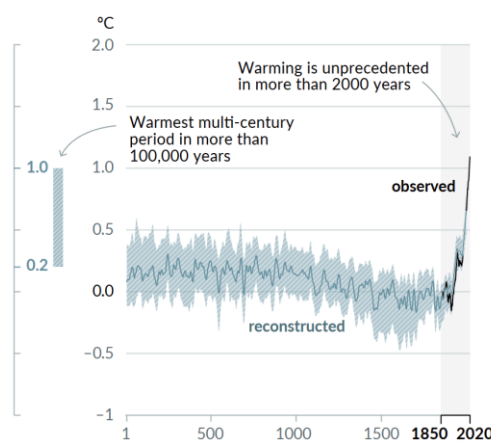 °C
2.0
Warming is unprecedented
in more than 2000 years
1.5
Warmest multi-century
period in more than
100,000 years
1.0
1.0
observed
0.5
0.2
0.0
reconstructed
−0.5
−1
1
500
1000
1500
1850
2020